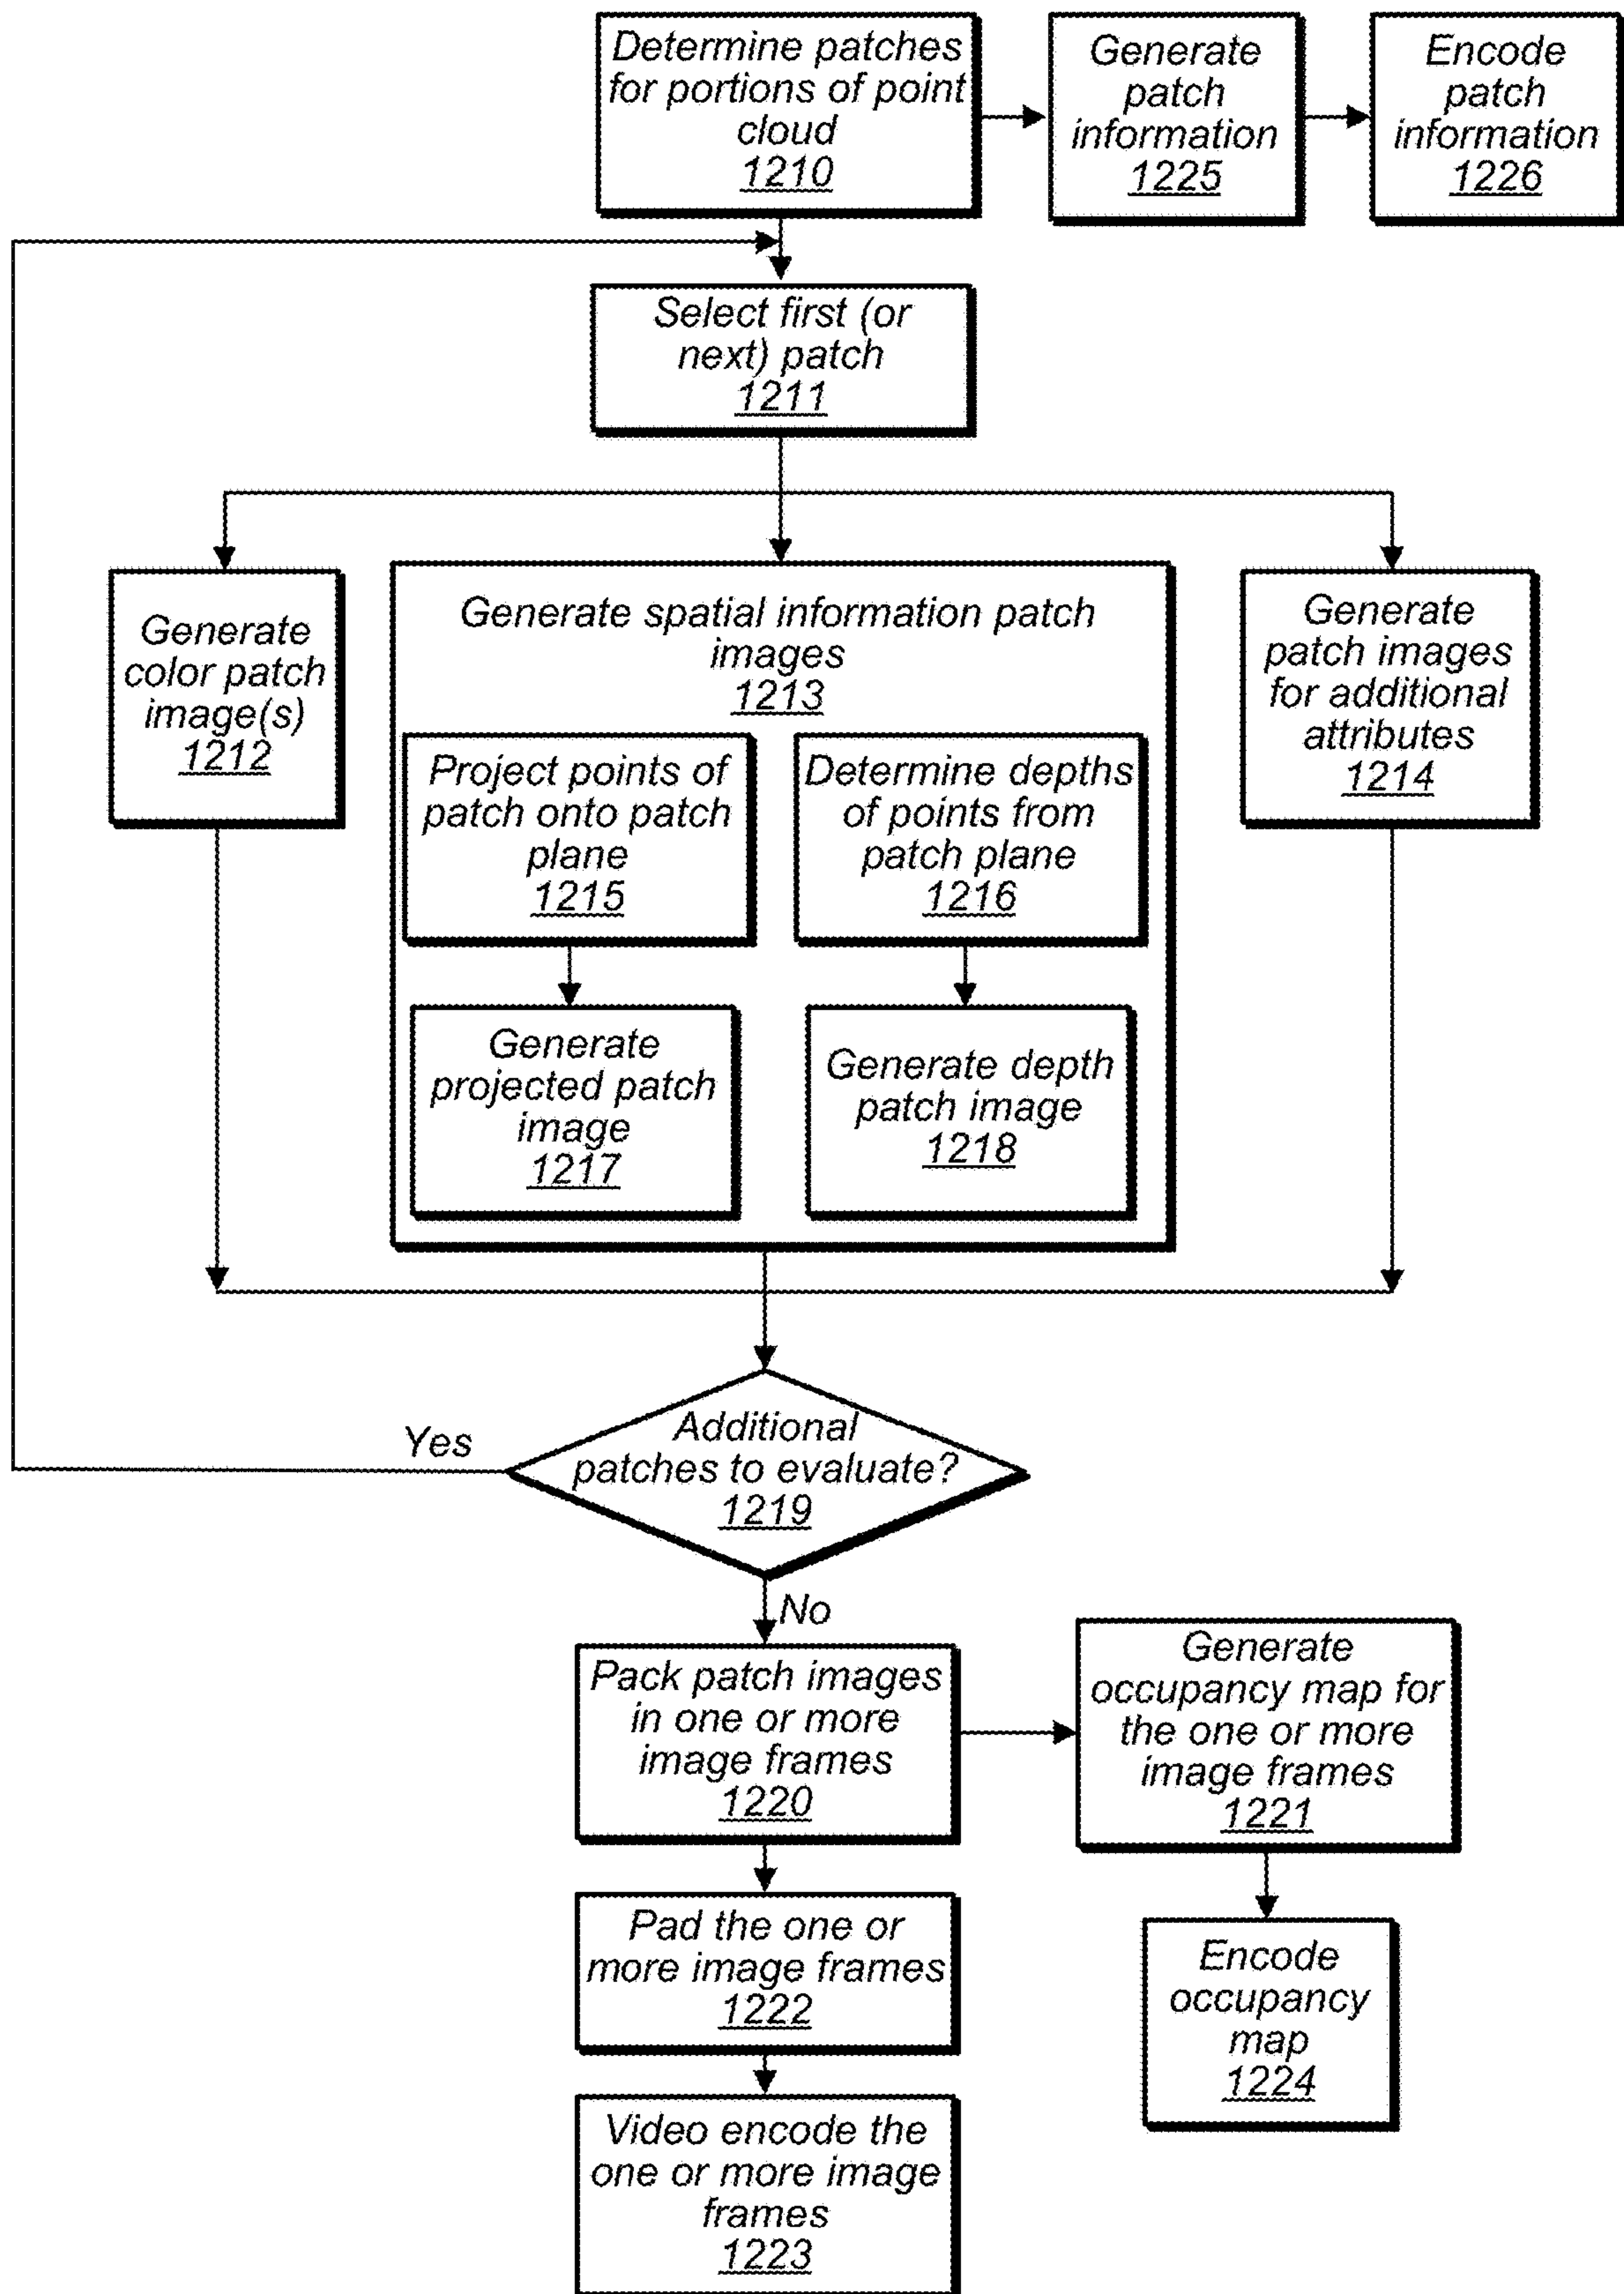 Determine patches
for portions of point
cloud
1210
Generate
patch
information
1225
Encode
patch
information
1226
Select first (or
next) patch
1211
Generate
color patch
image(s)
1212
Generate spatial information patch
images
1213
Project points of
patch onto patch
plane
1215
Determine depths
of points from
patch plane
1216
Generate
projected patch
image
1217
Generate depth
patch image
1218
Generate
patch images
for additional
attributes
1214
Additional
patches to evaluate?
1219
Yes
No
Pack patch images
in one or more
image frames
1220
Generate
occupancy map for
the one or more
image frames
1221
Pad the one or
more image frames
1222
Encode
occupancy
map
1224
Video encode the
one or more image
frames
1223